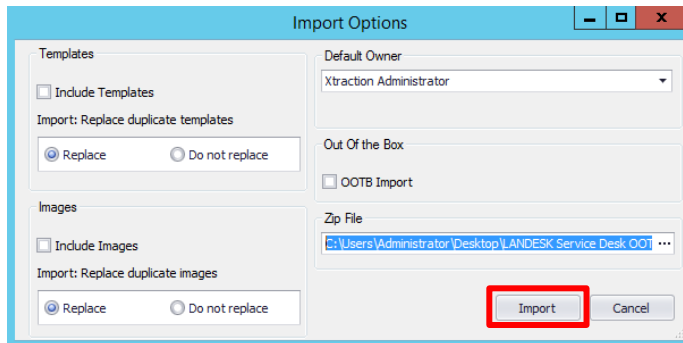 Import Options
Templates
Include Templates
Import: Replace duplicate templates
Replace
Do not replace
Images
Include Images
Import: Replace duplicate images
Replace
Do not replace
Default Owner
Xtraction Administrator
Out Of the Box
OOTB Import
Zip File
C:\Users\Administrator\Desktop\LANDESK Service Desk OOT ...
Import
Cancel